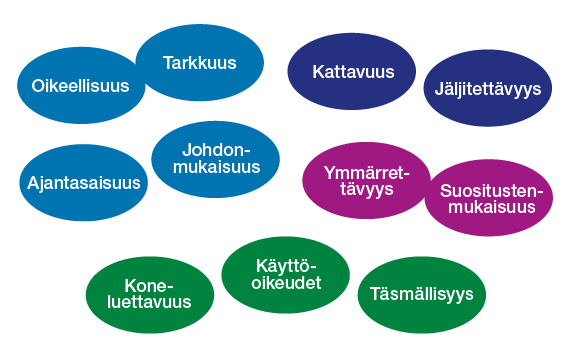 Oikeellisuus
Tarkkuus
Kattavuus
Jäljitettävyys
Ajantasaisuus
Johdon-
mukaisuus
Ymmärret-
tävyys
Suositusten-
mukaisuus
Kone-
luettavuus
Käyttö-
oikeudet
Täsmällisyys